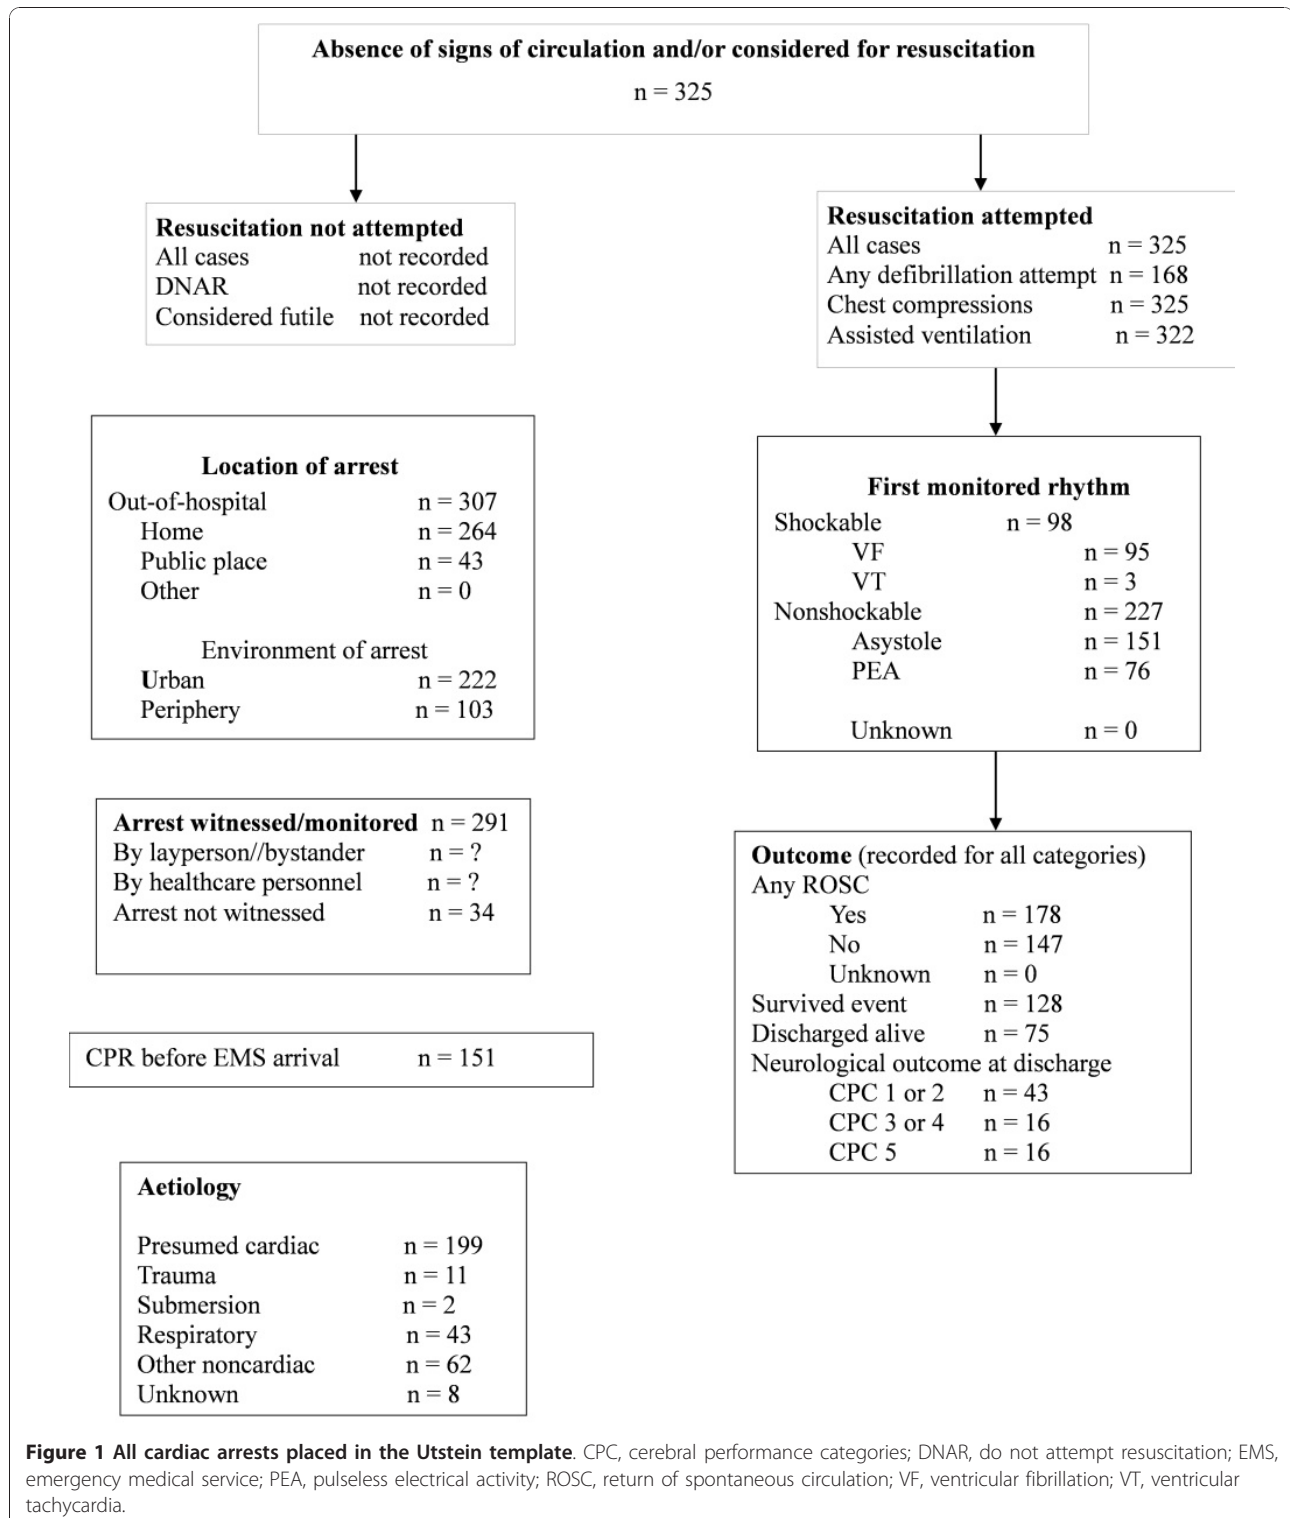 Absence of signs of circulation and/or considered for resuscitation
n = 325
Resuscitation not attempted
All cases not recorded
DNAR not recorded
Considered futile not recorded
Resuscitation attempted
All cases n = 325
Any defibrillation attempt n = 168
Chest compressions n = 325
Assisted ventilation n = 322
Location of arrest
Out-of-hospital n = 307
Home n = 264
Public place n = 43
Other n = 0
Environment of arrest
Urban n = 222
Periphery n = 103
First monitored rhythm
Shockable n = 98
VF n = 95
VT n = 3
Nonshockable n = 227
Asystole n = 151
PEA n = 76
Unknown n = 0
Arrest witnessed/monitored n = 291
By layperson//bystander n = ?
By healthcare personnel n = ?
Arrest not witnessed n = 34
Outcome (recorded for all categories)
Any ROSC
Yes n = 178
No n = 147
Unknown n = 0
Survived event n = 128
Discharged alive n = 75
Neurological outcome at discharge
CPC 1 or 2 n = 43
CPC 3 or 4 n = 16
CPC 5 n = 16
CPR before EMS arrival n = 151
Aetiology
Presumed cardiac n = 199
Trauma n = 11
Submersion n = 2
Respiratory n = 43
Other noncardiac n = 62
Unknown n = 8
Figure 1 All cardiac arrests placed in the Utstein template. CPC, cerebral performance categories; DNAR, do not attempt resuscitation; EMS,
emergency medical service; PEA, pulseless electrical activity; ROSC, return of spontaneous circulation; VF, ventricular fibrillation; VT, ventricular
tachycardia.